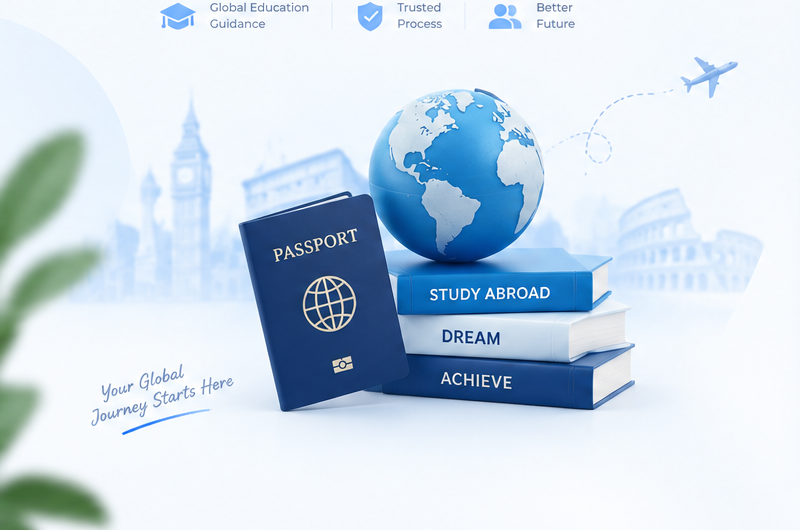 Global Education
Guidance
Trusted
Process
Better
Future
PASSPORT
STUDY ABROAD
DREAM
ACHIEVE
Your Global
Journey Starts Here